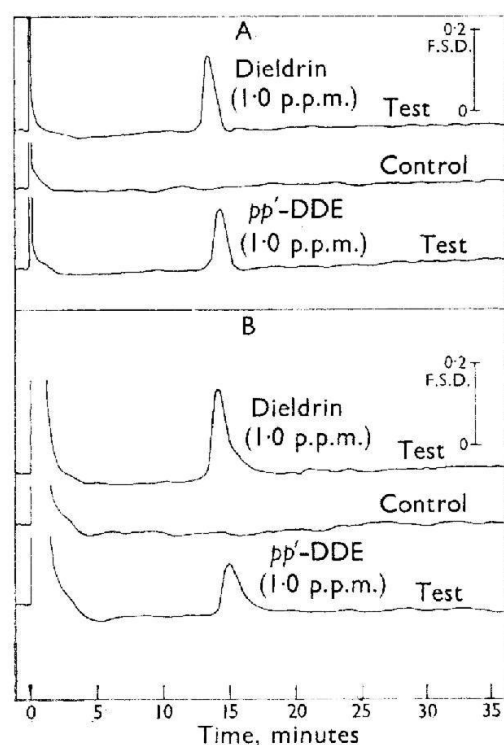 A
0·2
F.S.D.
0
Dieldrin
(1·0 p.p.m.)
Test
Control
pp′-DDE
(1·0 p.p.m.)
Test
B
0·2
F.S.D.
0
Dieldrin
(1·0 p.p.m.)
Test
Control
pp′-DDE
(1·0 p.p.m.)
Test
0 5 10 15 20 25 30 35
Time, minutes